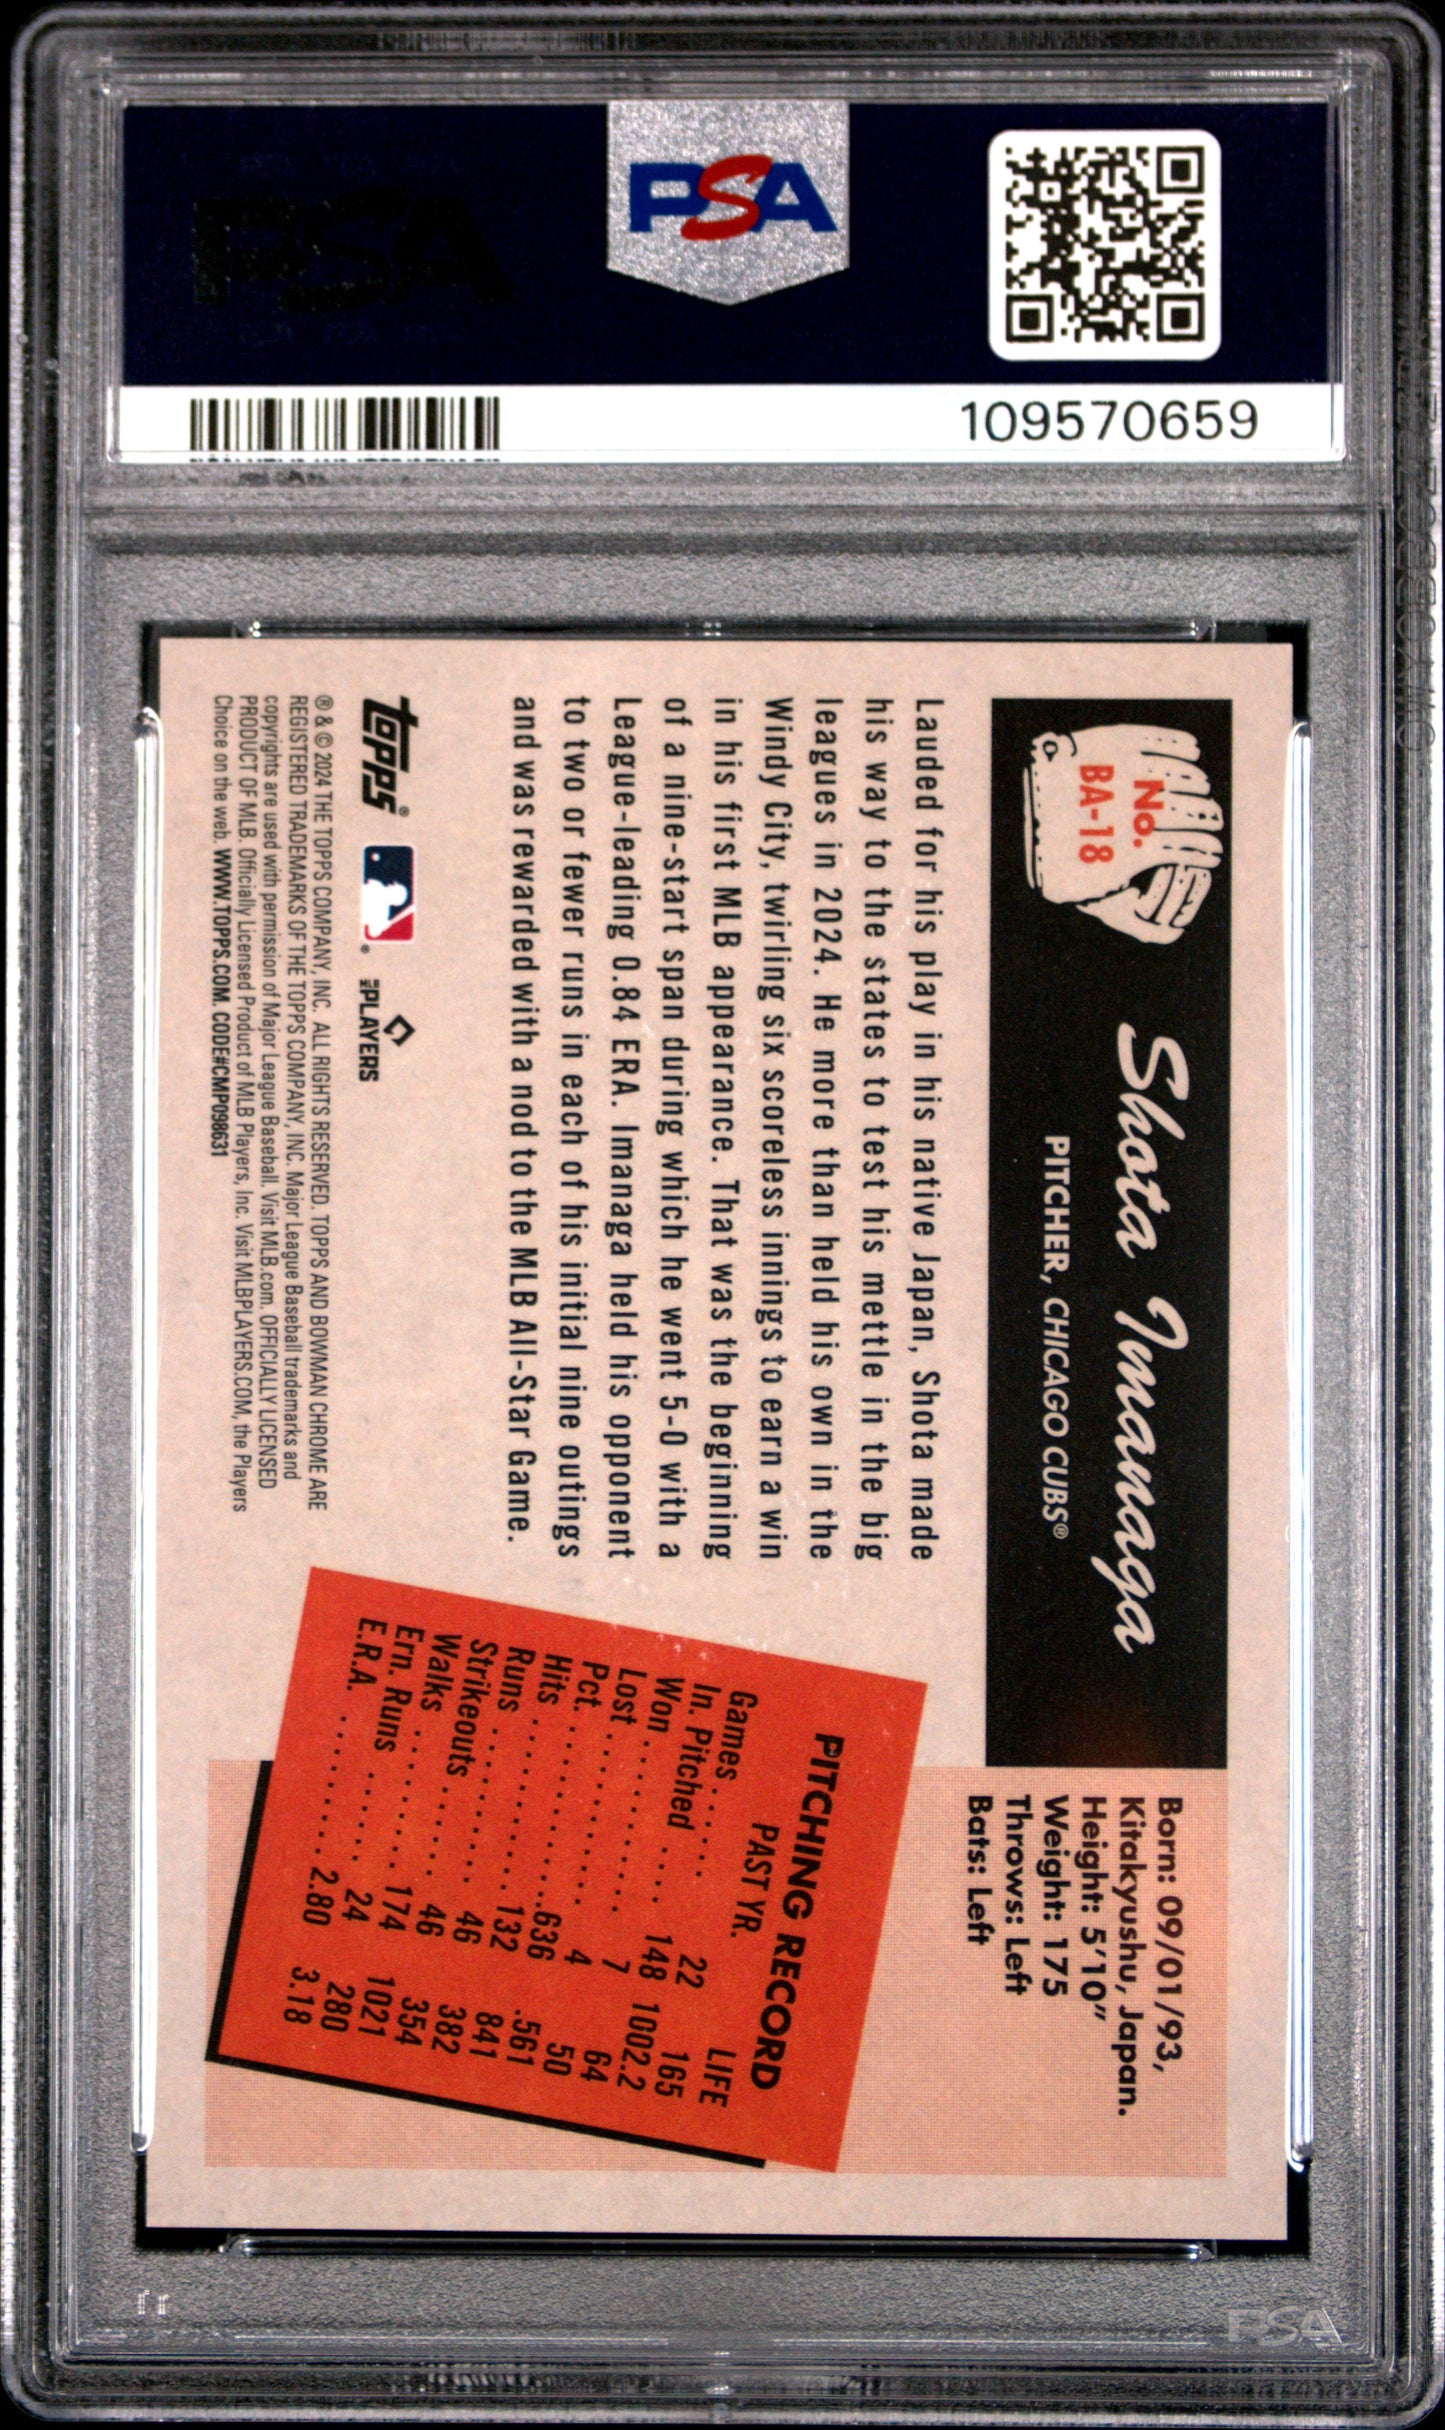 PSA
PSA
109570659
No.
BA-18
Shota Imanaga
PITCHER, CHICAGO CUBS®
Born: 09/01/93,
Kitakyushu, Japan.
Height: 5'10"
Weight: 175
Throws: Left
Bats: Left
Lauded for his play in his native Japan, Shota made
his way to the states to test his mettle in the big
leagues in 2024. He more than held his own in the
Windy City, twirling six scoreless innings to earn a win
in his first MLB appearance. That was the beginning
of a nine-start span during which he went 5-0 with a
League-leading 0.84 ERA. Imanaga held his opponent
to two or fewer runs in each of his initial nine outings
and was rewarded with a nod to the MLB All-Star Game.
PITCHING RECORD
PAST YR. LIFE
Games ...... 22 165
In. Pitched .... 148 1002.2
Won .......... 7 64
Lost .......... 4 50
Pct. ..........636 .561
Hits .......... 132 841
Runs .......... 46 382
Strikeouts ...... 174 1021
Walks ........ 46 354
Ern. Runs ...... 24 280
E.R.A. ........ 2.80 3.18
topps®
® MLB PLAYERS
® & © 2024 THE TOPPS COMPANY, INC. ALL RIGHTS RESERVED. TOPPS AND BOWMAN CHROME ARE
REGISTERED TRADEMARKS OF THE TOPPS COMPANY, INC. Major League Baseball trademarks and
copyrights are used with permission of Major League Baseball. Visit MLB.com. OFFICIALLY LICENSED
PRODUCT OF MLB. Officially Licensed Product of MLB Players, Inc. Visit MLBPLAYERS.COM, the Players
Choice on the web. WWW.TOPPS.COM. CODE#CMP098631
PSA